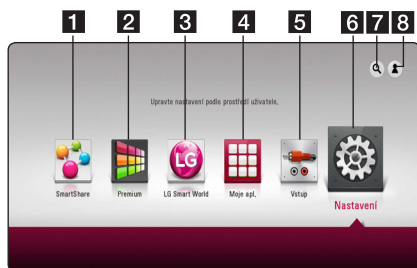 1 2 3 4 5 6 7 8
Upravte nastavení podle prostředí uživatele.
LG
SmartShare Premium LG Smart World Moje apl. Vstup
Nastavení